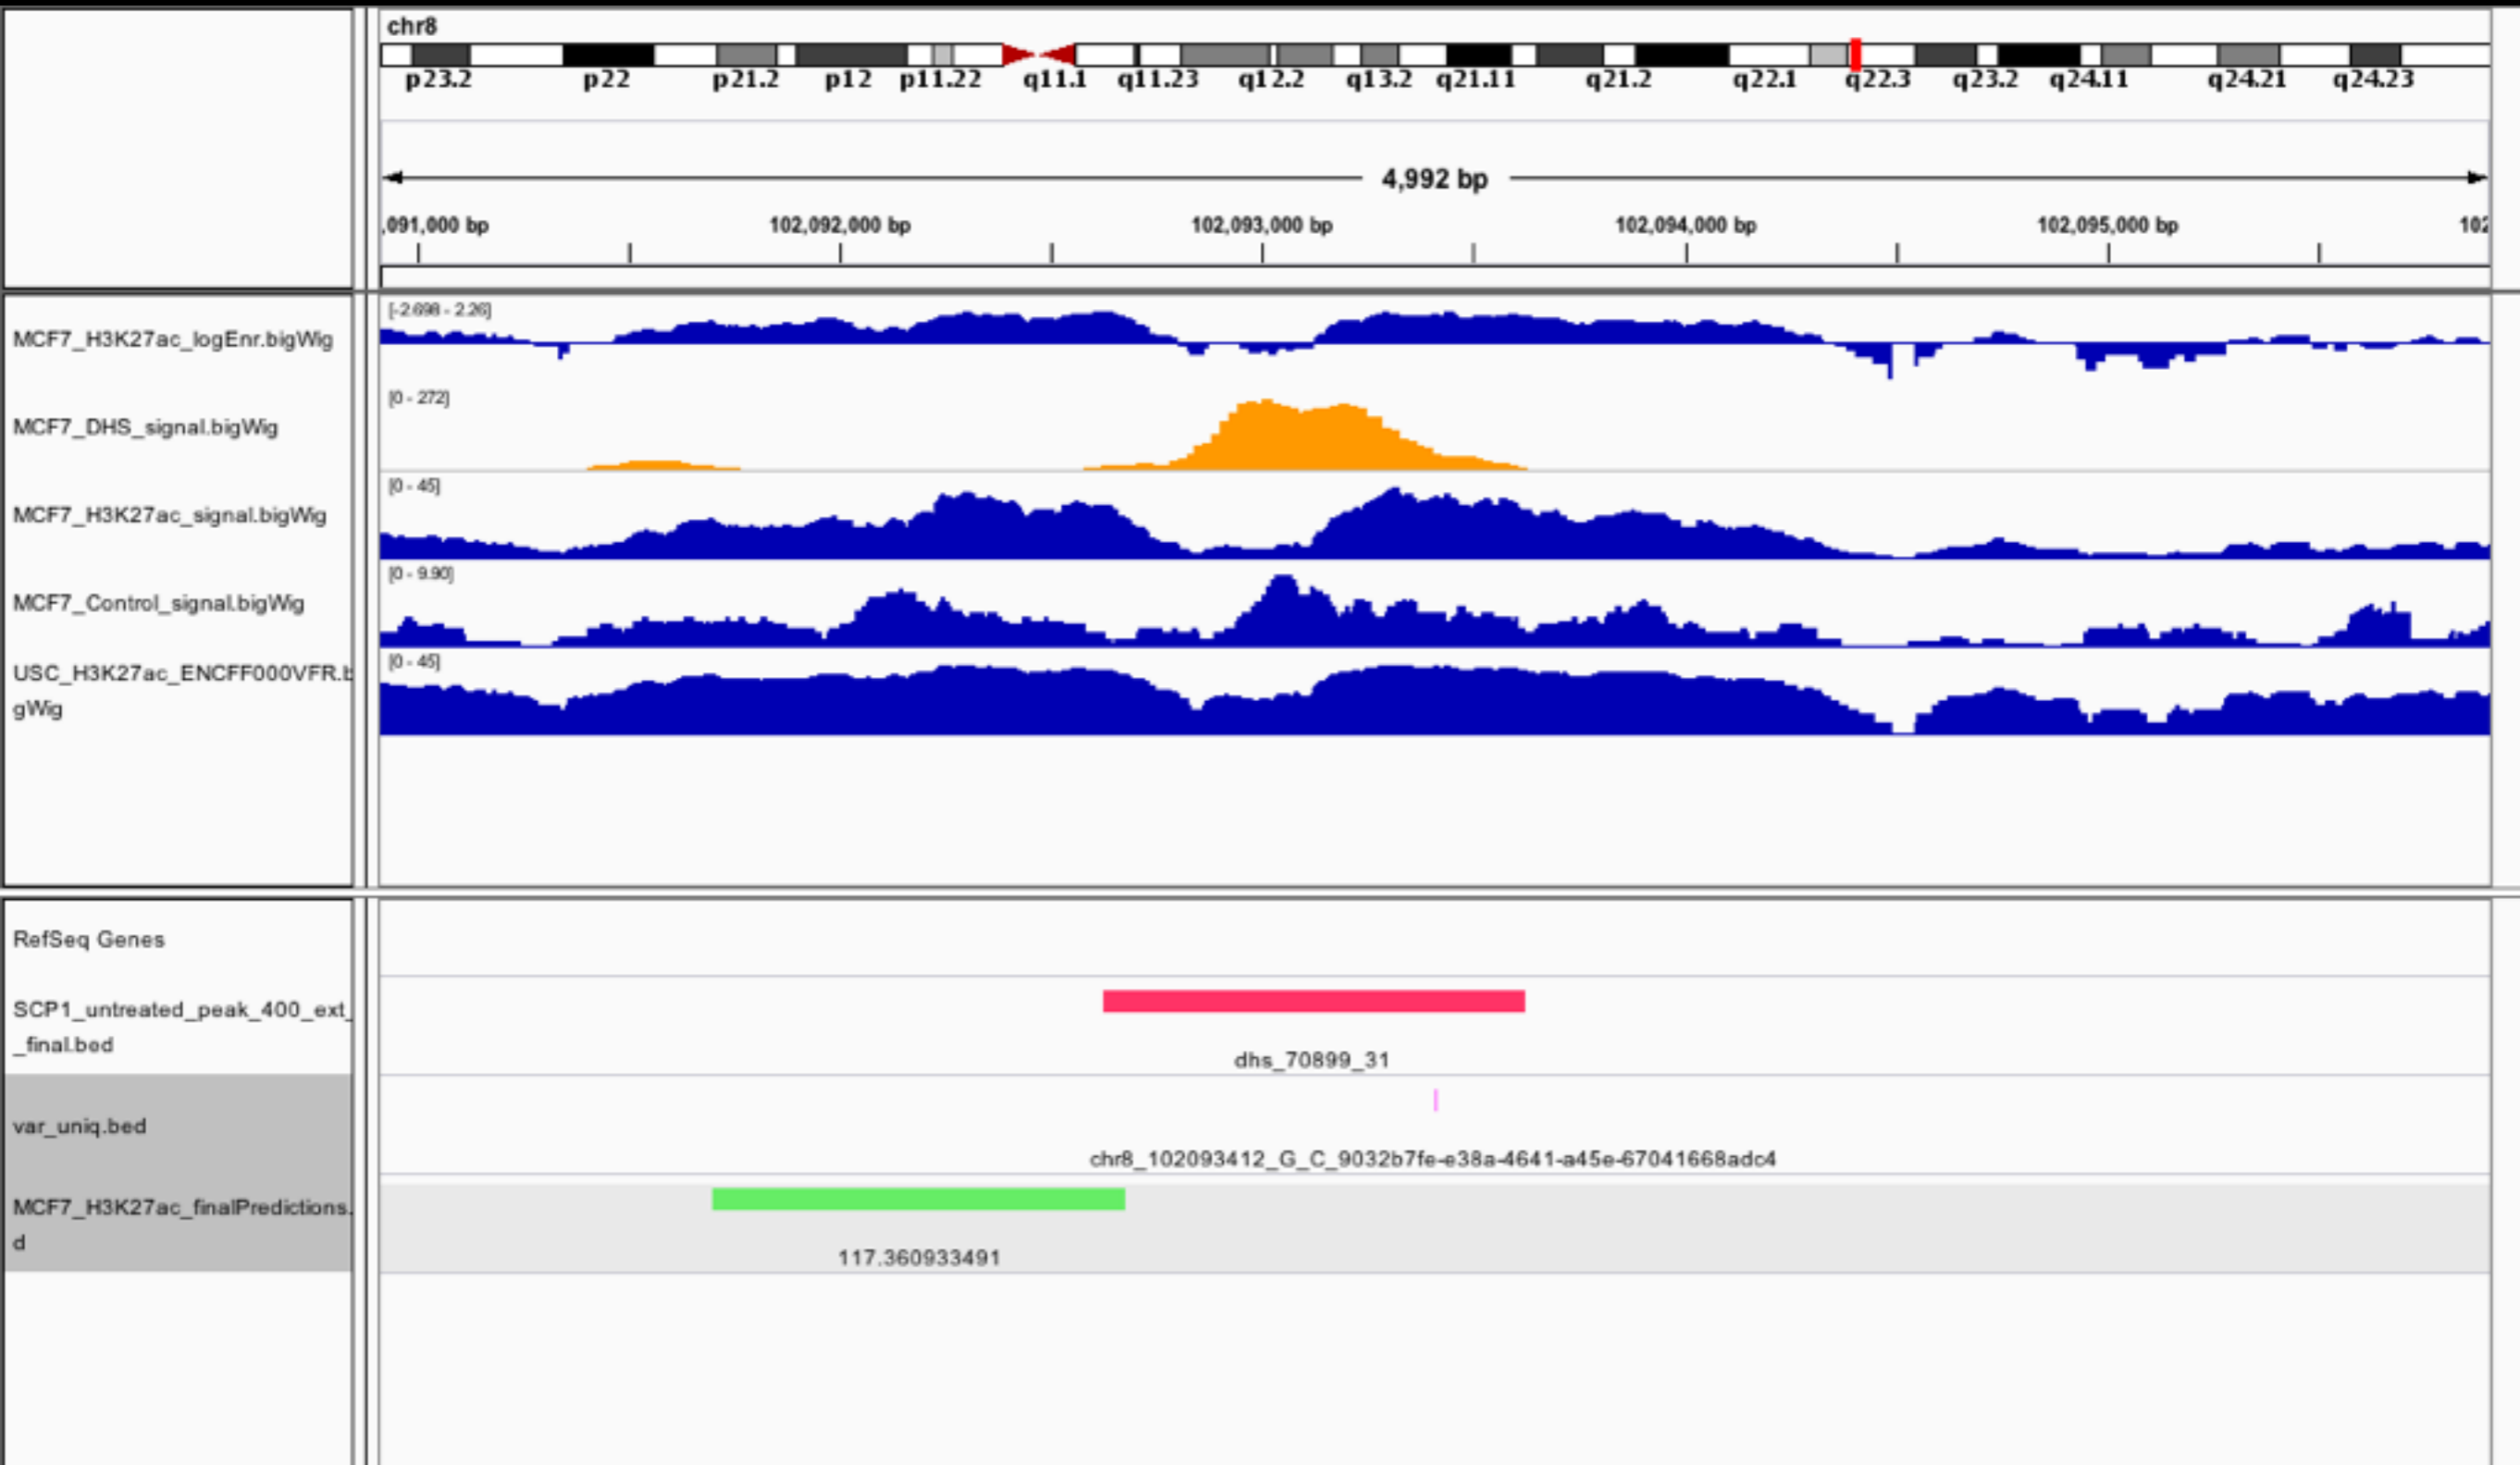 chr8
p23.2 p22 p21.2 p12 p11.22 q11.1 q11.23 q12.2 q13.2 q21.11 q21.2 q22.1 q22.3 q23.2 q24.11 q24.21 q24.23
4,992 bp
,091,000 bp 102,092,000 bp 102,093,000 bp 102,094,000 bp 102,095,000 bp 102
[-2.698 - 2.26]
MCF7_H3K27ac_logEnr.bigWig
[0 - 272]
MCF7_DHS_signal.bigWig
[0 - 45]
MCF7_H3K27ac_signal.bigWig
[0 - 9.90]
MCF7_Control_signal.bigWig
[0 - 45]
USC_H3K27ac_ENCFF000VFR.b
gWig
RefSeq Genes
SCP1_untreated_peak_400_ext_
_final.bed
dhs_70899_31
var_uniq.bed
chr8_102093412_G_C_9032b7fe-e38a-4641-a45e-67041668adc4
MCF7_H3K27ac_finalPredictions.
d
117.360933491